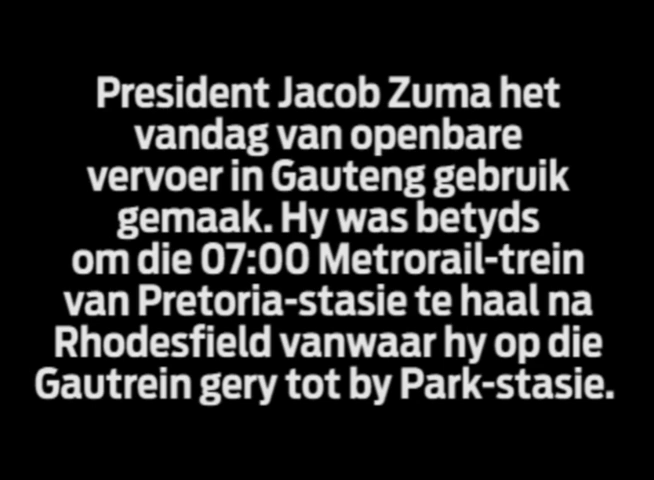 President Jacob Zuma het
vandag van openbare
vervoer in Gauteng gebruik
gemaak. Hy was betyds
om die 07:00 Metrorail-trein
van Pretoria-stasie te haal na
Rhodesfield vanwaar hy op die
Gautrein gery tot by Park-stasie.